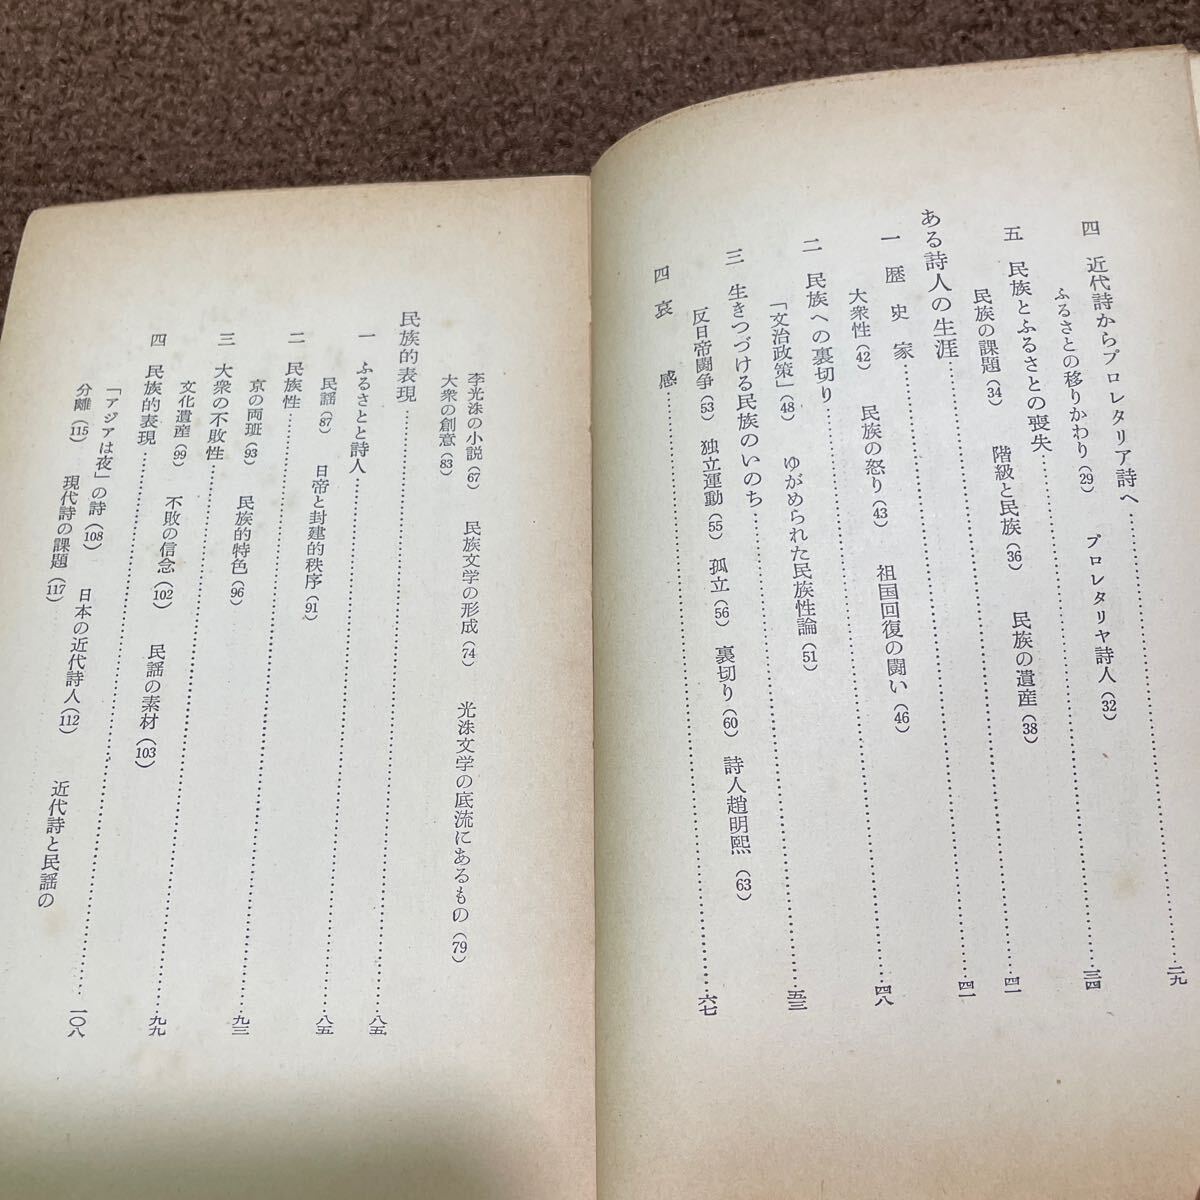 四 近代詩からプロレタリア詩へ……二九
ふるさとの移りかわり(29) プロレタリヤ詩人(32)
五 民族とふるさとの喪失……三四
民族の課題(34) 階級と民族(36) 民族の遺産(38)
ある詩人の生涯……四一
一 歴史家……四一
大衆性(42) 民族の怒り(43) 祖国回復の闘い(46)
二 民族への裏切り……四八
「文治政策」(48) ゆがめられた民族性論(51)
三 生きつづける民族のいのち……五三
反日帝闘争(53) 独立運動(55) 孤立(56) 裏切り(60) 詩人趙明熙(63)
四 哀感……六七
李光洙の小説(67) 民族文学の形成(74) 光洙文学の底流にあるもの(79)
大衆の創意(83)
民族的表現……八五
一 ふるさとと詩人……八五
民謡(87) 日帝と封建的秩序(91)
二 民族性……九三
京の両班(93) 民族的特色(96)
三 大衆の不敗性……九九
文化遺産(99) 不敗の信念(102) 民謡の素材(103)
四 民族的表現……一〇八
「アジアは夜」の詩(108) 日本の近代詩人(112) 近代詩と民謡の
分離(115) 現代詩の課題(117)